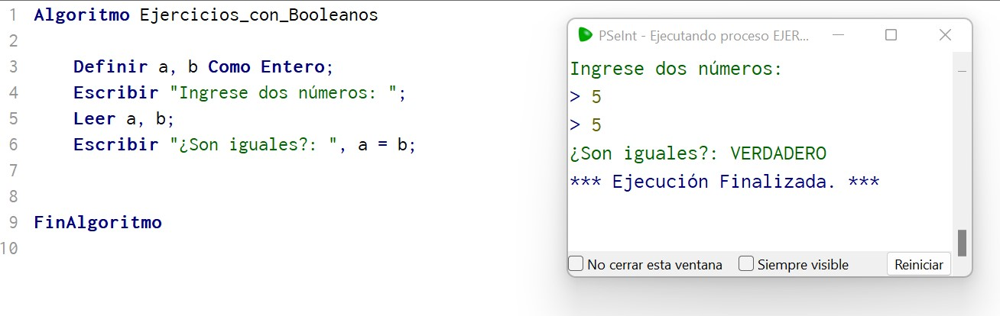 1 Algoritmo Ejercicios_con_Booleanos
2
3 Definir a, b Como Entero;
4 Escribir "Ingrese dos números: ";
5 Leer a, b;
6 Escribir "¿Son iguales?: ", a = b;
7
8
9 FinAlgoritmo
10
PSeInt - Ejecutando proceso EJER...
Ingrese dos números:
> 5
> 5
¿Son iguales?: VERDADERO
*** Ejecución Finalizada. ***
No cerrar esta ventana Siempre visible Reiniciar